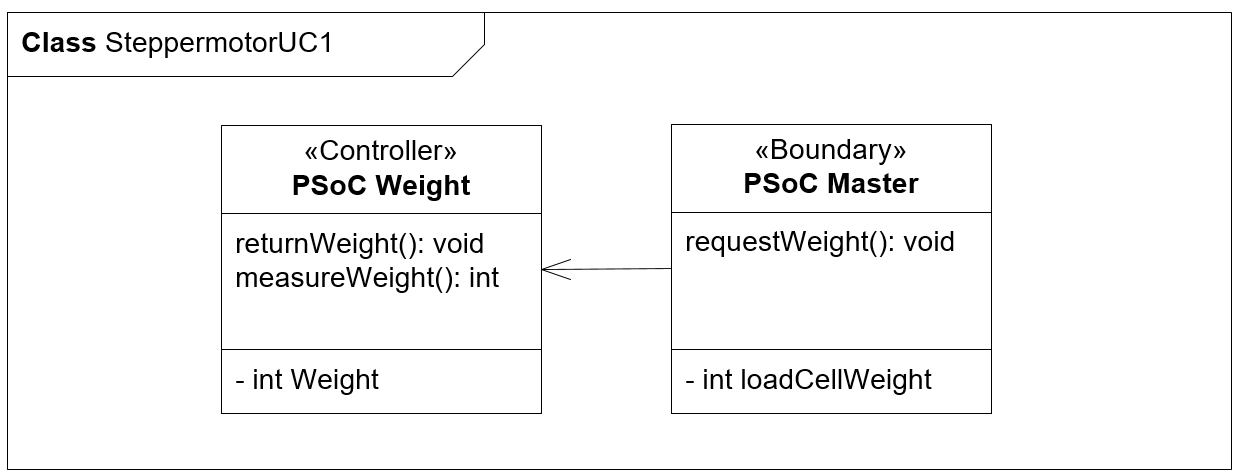 Class SteppermotorUC1
«Controller»
PSoC Weight
returnWeight(): void
measureWeight(): int
- int Weight
«Boundary»
PSoC Master
requestWeight(): void
- int loadCellWeight